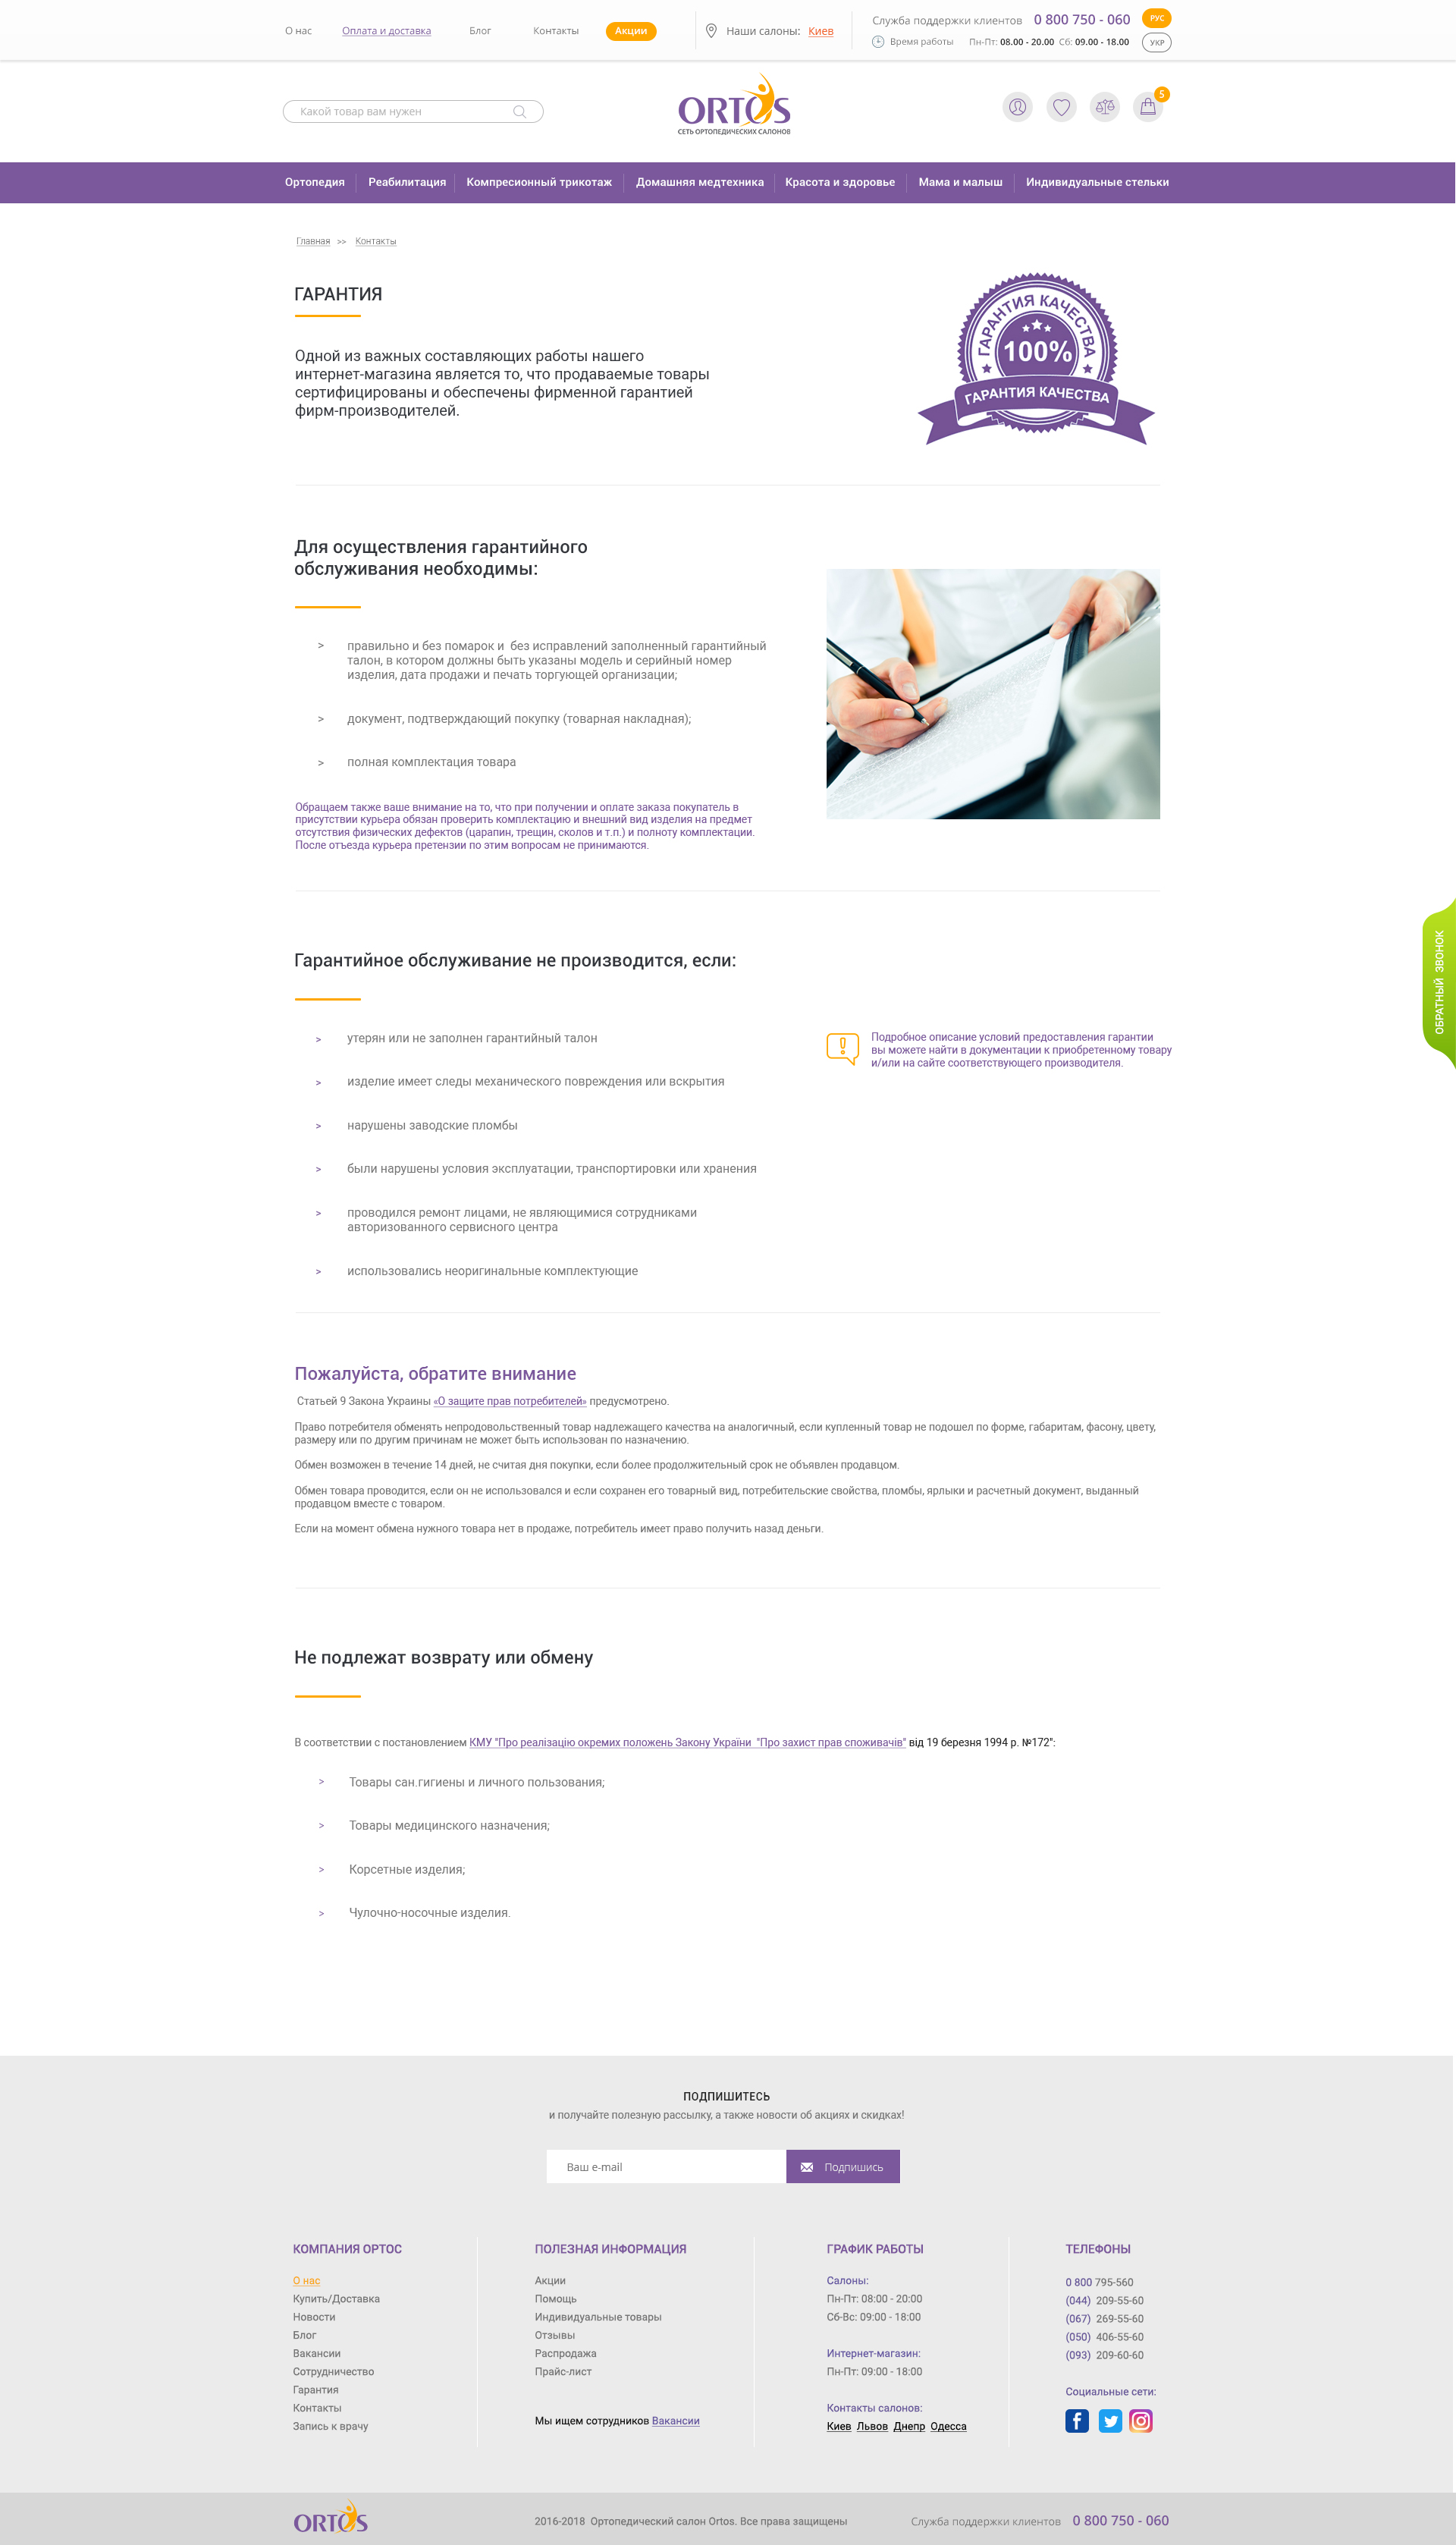 О нас
Оплата и доставка
Блог
Контакты
Акции
Наши салоны: Киев
Служба поддержки клиентов 0 800 750 - 060
РУС
Время работы Пн-Пт: 08.00 - 20.00 Сб: 09.00 - 18.00
УКР
Какой товар вам нужен
ORTOS
СЕТЬ ОРТОПЕДИЧЕСКИХ САЛОНОВ
5
Ортопедия
Реабилитация
Компресионный трикотаж
Домашняя медтехника
Красота и здоровье
Мама и малыш
Индивидуальные стельки
Главная >> Контакты
ГАРАНТИЯ
Одной из важных составляющих работы нашего
интернет-магазина является то, что продаваемые товары
сертифицированы и обеспечены фирменной гарантией
фирм-производителей.
ГАРАНТИЯ КАЧЕСТВА
100%
ГАРАНТИЯ КАЧЕСТВА
Для осуществления гарантийного
обслуживания необходимы:
> правильно и без помарок и  без исправлений заполненный гарантийный
талон, в котором должны быть указаны модель и серийный номер
изделия, дата продажи и печать торгующей организации;
> документ, подтверждающий покупку (товарная накладная);
> полная комплектация товара
Обращаем также ваше внимание на то, что при получении и оплате заказа покупатель в
присутствии курьера обязан проверить комплектацию и внешний вид изделия на предмет
отсутствия физических дефектов (царапин, трещин, сколов и т.п.) и полноту комплектации.
После отъезда курьера претензии по этим вопросам не принимаются.
ОБРАТНЫЙ ЗВОНОК
Гарантийное обслуживание не производится, если:
> утерян или не заполнен гарантийный талон
> изделие имеет следы механического повреждения или вскрытия
> нарушены заводские пломбы
> были нарушены условия эксплуатации, транспортировки или хранения
> проводился ремонт лицами, не являющимися сотрудниками
авторизованного сервисного центра
> использовались неоригинальные комплектующие
Подробное описание условий предоставления гарантии
вы можете найти в документации к приобретенному товару
и/или на сайте соответствующего производителя.
Пожалуйста, обратите внимание
Статьей 9 Закона Украины «О защите прав потребителей» предусмотрено.
Право потребителя обменять непродовольственный товар надлежащего качества на аналогичный, если купленный товар не подошел по форме, габаритам, фасону, цвету,
размеру или по другим причинам не может быть использован по назначению.
Обмен возможен в течение 14 дней, не считая дня покупки, если более продолжительный срок не объявлен продавцом.
Обмен товара проводится, если он не использовался и если сохранен его товарный вид, потребительские свойства, пломбы, ярлыки и расчетный документ, выданный
продавцом вместе с товаром.
Если на момент обмена нужного товара нет в продаже, потребитель имеет право получить назад деньги.
Не подлежат возврату или обмену
В соответствии с постановлением КМУ "Про реалізацію окремих положень Закону України  "Про захист прав споживачів" від 19 березня 1994 р. №172":
> Товары сан.гигиены и личного пользования;
> Товары медицинского назначения;
> Корсетные изделия;
> Чулочно-носочные изделия.
ПОДПИШИТЕСЬ
и получайте полезную рассылку, а также новости об акциях и скидках!
Ваш e-mail
Подпишись
КОМПАНИЯ ОРТОС
О нас
Купить/Доставка
Новости
Блог
Вакансии
Сотрудничество
Гарантия
Контакты
Запись к врачу
ПОЛЕЗНАЯ ИНФОРМАЦИЯ
Акции
Помощь
Индивидуальные товары
Отзывы
Распродажа
Прайс-лист
Мы ищем сотрудников Вакансии
ГРАФИК РАБОТЫ
Салоны:
Пн-Пт: 08:00 - 20:00
Сб-Вс: 09:00 - 18:00
Интернет-магазин:
Пн-Пт: 09:00 - 18:00
Контакты салонов:
Киев Львов Днепр Одесса
ТЕЛЕФОНЫ
0 800 795-560
(044) 209-55-60
(067) 269-55-60
(050) 406-55-60
(093) 209-60-60
Социальные сети:
ORTOS
2016-2018  Ортопедический салон Ortos. Все права защищены
Служба поддержки клиентов 0 800 750 - 060